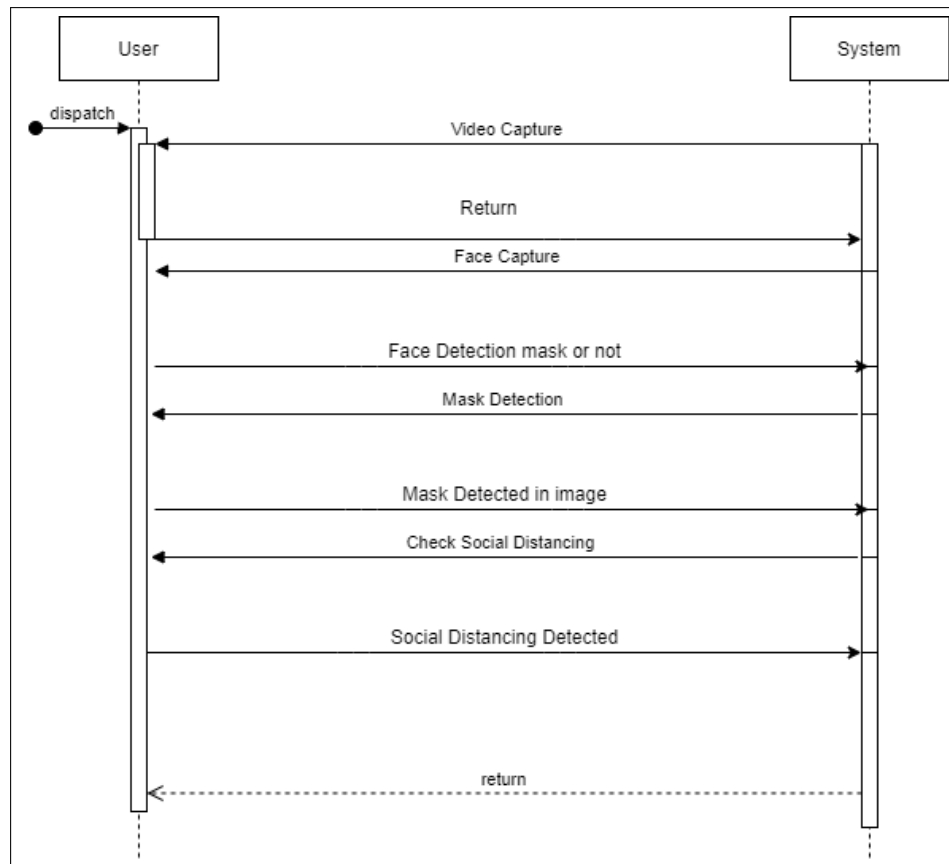 User
System
dispatch
Video Capture
Return
Face Capture
Face Detection mask or not
Mask Detection
Mask Detected in image
Check Social Distancing
Social Distancing Detected
return